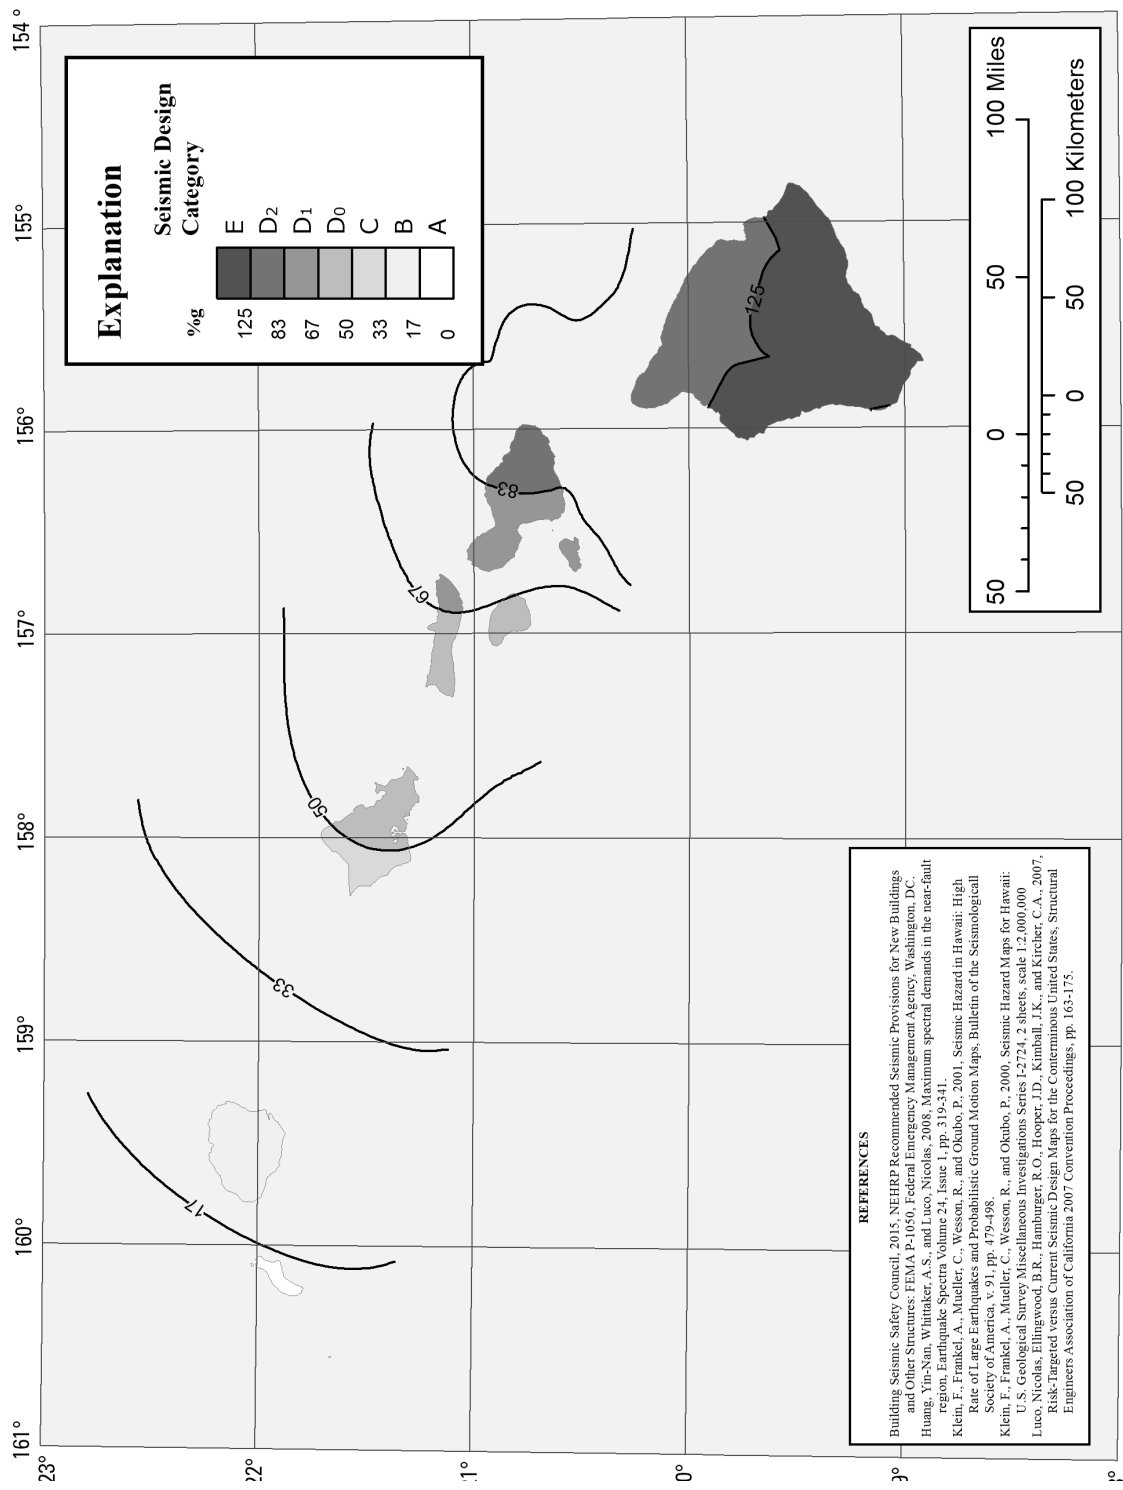 154°
155°
156°
157°
158°
159°
160°
161°
23°
22°
21°
20°
19°
18°
Explanation
Seismic Design
Category
%g
125 E
83 D2
67 D1
50 D0
33 C
17 B
0 A
17
33
50
67
83
125
50 0 50 100 Miles
50 0 50 100 Kilometers
REFERENCES
Building Seismic Safety Council, 2015, NEHRP Recommended Seismic Provisions for New Buildings
and Other Structures: FEMA P-1050, Federal Emergency Management Agency, Washington, DC.
Huang, Yin-Nan, Whittaker, A.S., and Luco, Nicolas, 2008, Maximum spectral demands in the near-fault
region, Earthquake Spectra Volume 24, Issue 1, pp. 319-341.
Klein, F., Frankel, A., Mueller, C., Wesson, R., and Okubo, P., 2001, Seismic Hazard in Hawaii: High
Rate of Large Earthquakes and Probabilistic Ground Motion Maps, Bulletin of the Seismologicall
Society of America, v. 91, pp. 479-498.
Klein, F., Frankel, A., Mueller, C., Wesson, R., and Okubo, P., 2000, Seismic Hazard Maps for Hawaii:
U.S. Geological Survey Miscellaneous Investigations Series I-2724, 2 sheets, scale 1:2,000,000
Luco, Nicolas, Ellingwood, B.R., Hamburger, R.O., Hooper, J.D., Kimball, J.K., and Kircher, C.A., 2007,
Risk-Targeted versus Current Seismic Design Maps for the Conterminous United States, Structural
Engineers Association of California 2007 Convention Proceedings, pp. 163-175.